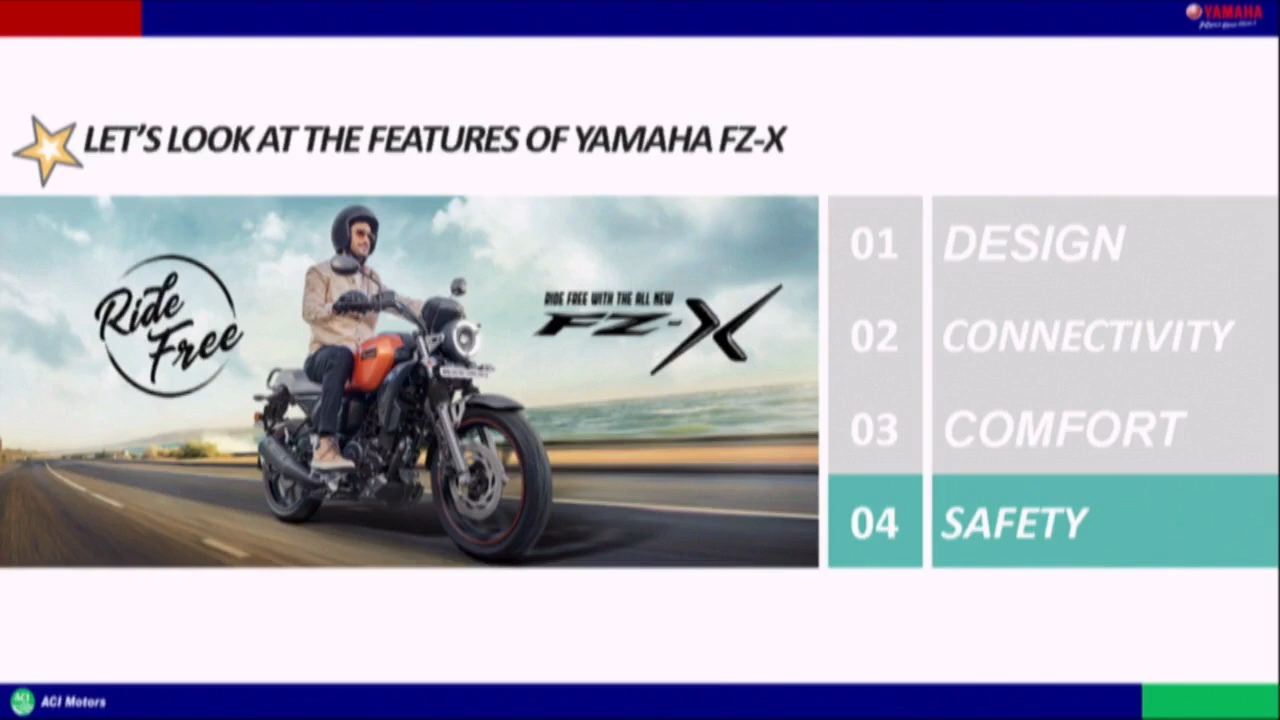 YAMAHA
LET'S LOOK AT THE FEATURES OF YAMAHA FZ-X
Ride
Free
RIDE FREE WITH THE ALL NEW
FZ-X
01 DESIGN
02 CONNECTIVITY
03 COMFORT
04 SAFETY
ACI
ACI Motors